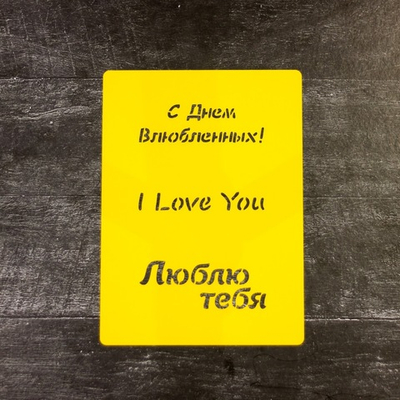 С Днем
Влюбленных!
I Love You
Люблю
тебя